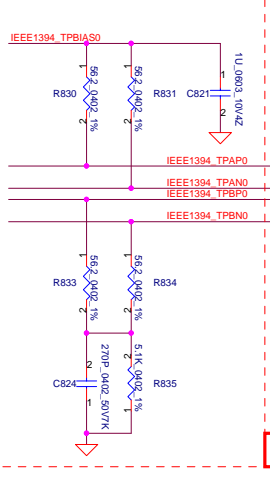 IEEE1394_TPBIAS0
1
1
1
R830
56.2_0402_1%
R831
56.2_0402_1%
C821
1U_0603_10V4Z
2
2
2
IEEE1394_TPAP0
IEEE1394_TPAN0
IEEE1394_TPBP0
IEEE1394_TPBN0
1
1
R833
56.2_0402_1%
R834
56.2_0402_1%
2
2
2
2
C824
270P_0402_50V7K
R835
5.1K_0402_1%
1
1